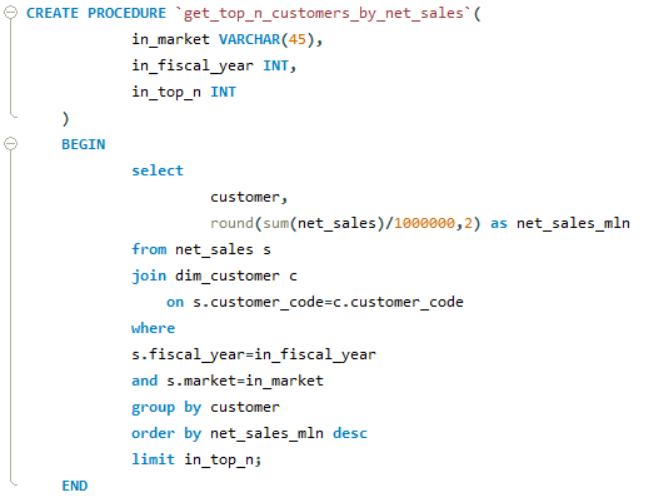 CREATE PROCEDURE `get_top_n_customers_by_net_sales`(
in_market VARCHAR(45),
in_fiscal_year INT,
in_top_n INT
)
BEGIN
select
customer,
round(sum(net_sales)/1000000,2) as net_sales_mln
from net_sales s
join dim_customer c
on s.customer_code=c.customer_code
where
s.fiscal_year=in_fiscal_year
and s.market=in_market
group by customer
order by net_sales_mln desc
limit in_top_n;
END